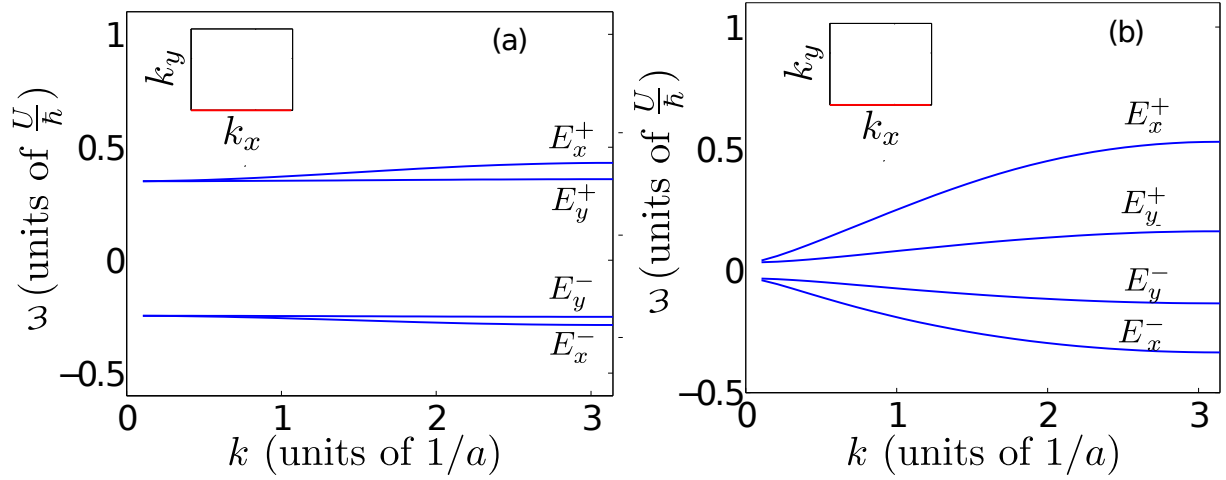 (a)
1
0.5
0
−0.5
0
1
2
3
k (units of 1/a)
ω (units of U/ħ)
k_y
k_x
E_x^+
E_y^+
E_y^-
E_x^-
(b)
1
0.5
0
−0.5
0
1
2
3
k (units of 1/a)
ω (units of U/ħ)
k_y
k_x
E_x^+
E_y^+
E_y^-
E_x^-